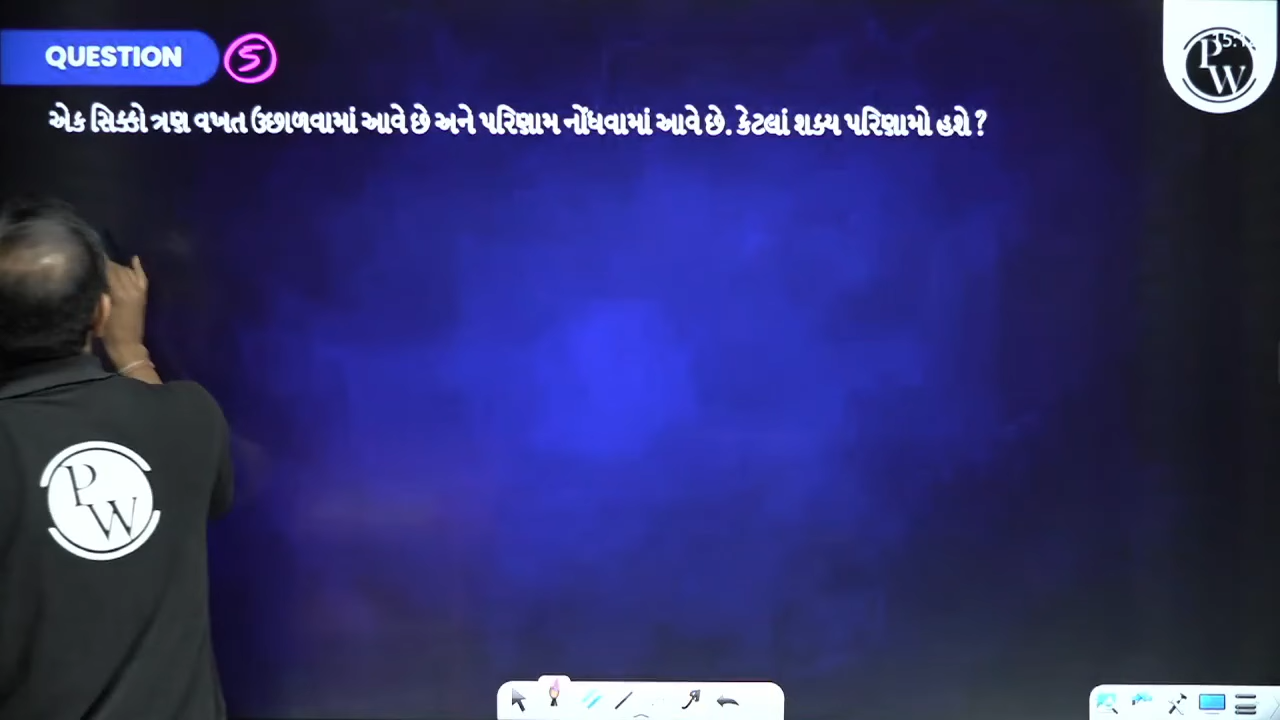 QUESTION 5
એક સિક્કો ત્રણ વખત ઉછાળવામાં આવે છે અને પરિણામ નોંધવામાં આવે છે. કેટલાં શક્ય પરિણામો હશે ?
PW
PW